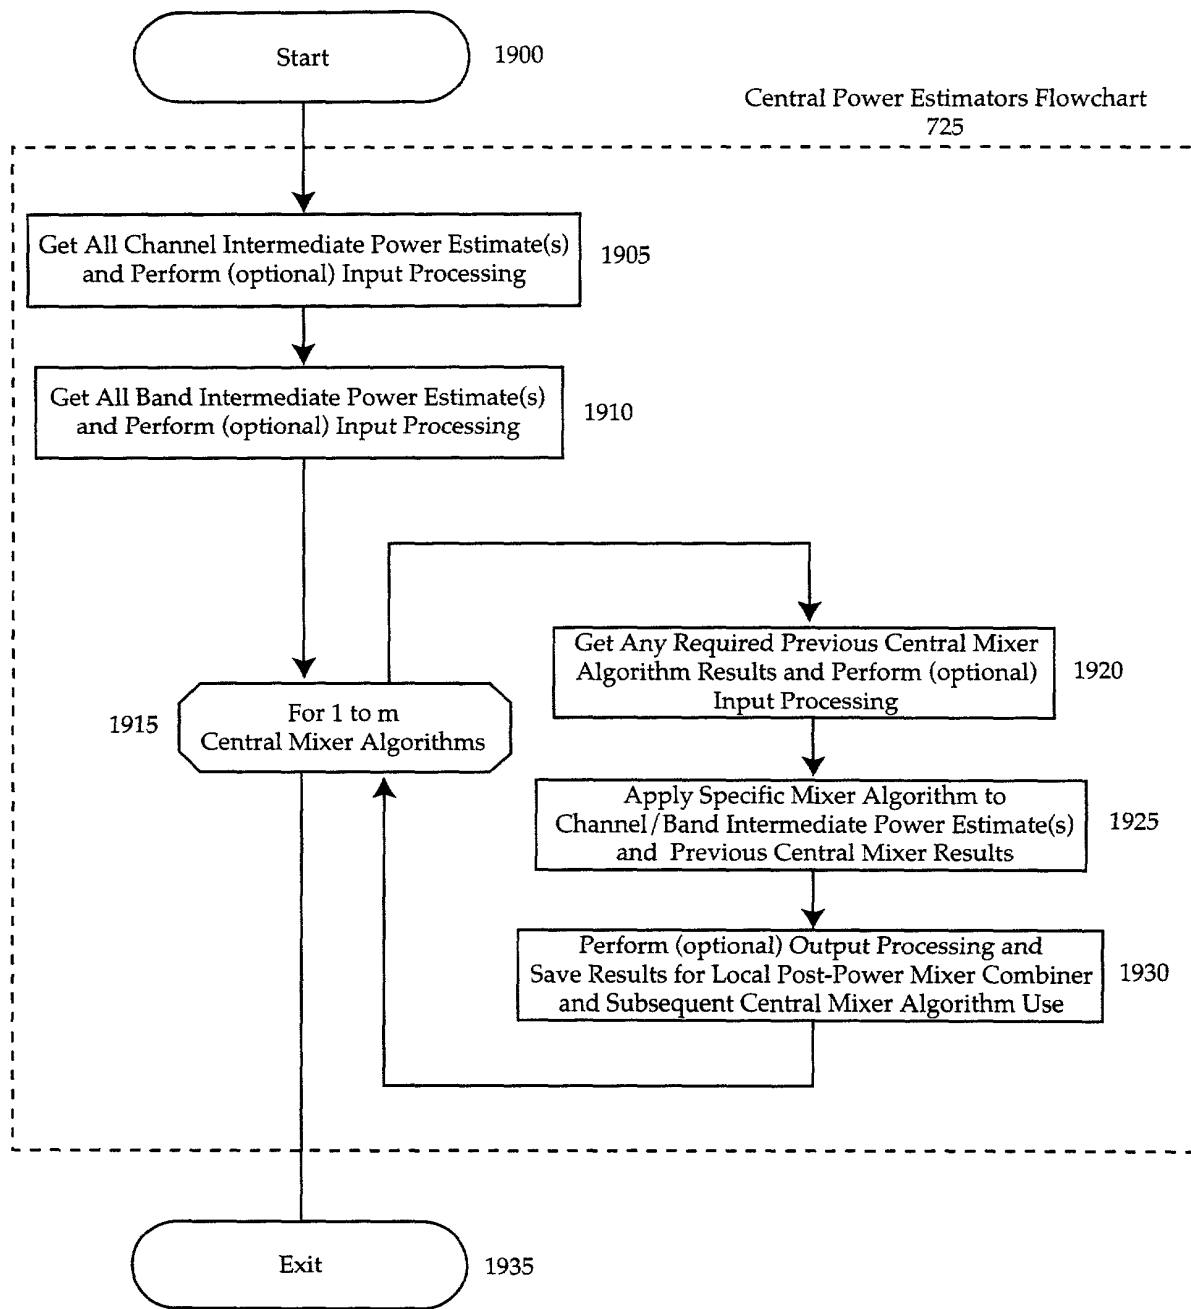 Start
1900
Central Power Estimators Flowchart
725
Get All Channel Intermediate Power Estimate(s)
and Perform (optional) Input Processing
1905
Get All Band Intermediate Power Estimate(s)
and Perform (optional) Input Processing
1910
Get Any Required Previous Central Mixer
Algorithm Results and Perform (optional)
Input Processing
1920
1915
For 1 to m
Central Mixer Algorithms
Apply Specific Mixer Algorithm to
Channel/Band Intermediate Power Estimate(s)
and Previous Central Mixer Results
1925
Perform (optional) Output Processing and
Save Results for Local Post-Power Mixer Combiner
and Subsequent Central Mixer Algorithm Use
1930
Exit
1935